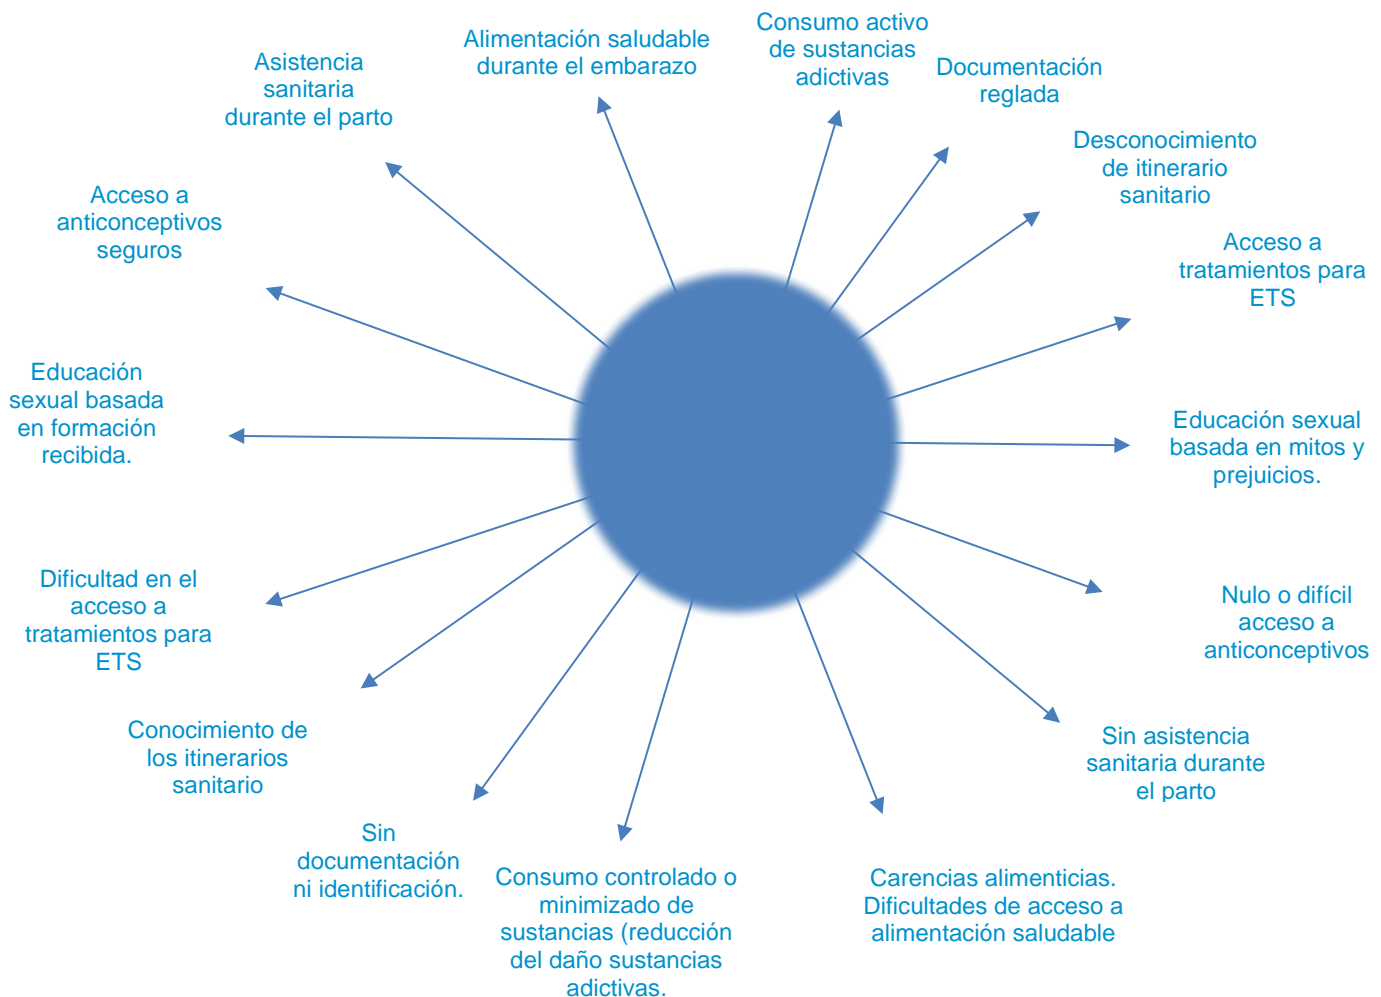 Consumo activo
de sustancias
adictivas
Alimentación saludable
durante el embarazo
Documentación
reglada
Asistencia
sanitaria
durante el parto
Desconocimiento
de itinerario
sanitario
Acceso a
anticonceptivos
seguros
Acceso a
tratamientos para
ETS
Educación
sexual basada
en formación
recibida.
Educación sexual
basada en mitos y
prejuicios.
Dificultad en el
acceso a
tratamientos para
ETS
Nulo o difícil
acceso a
anticonceptivos
Conocimiento de
los itinerarios
sanitario
Sin asistencia
sanitaria durante
el parto
Sin
documentación
ni identificación.
Consumo controlado o
minimizado de
sustancias (reducción
del daño sustancias
adictivas.
Carencias alimenticias.
Dificultades de acceso a
alimentación saludable